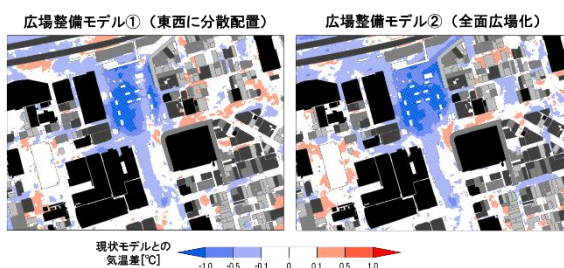 広場整備モデル①（東西に分散配置）
広場整備モデル②（全面広場化）
現状モデルとの
気温差[℃]
-1.0 -0.5 -0.1 0 0.1 0.5 1.0